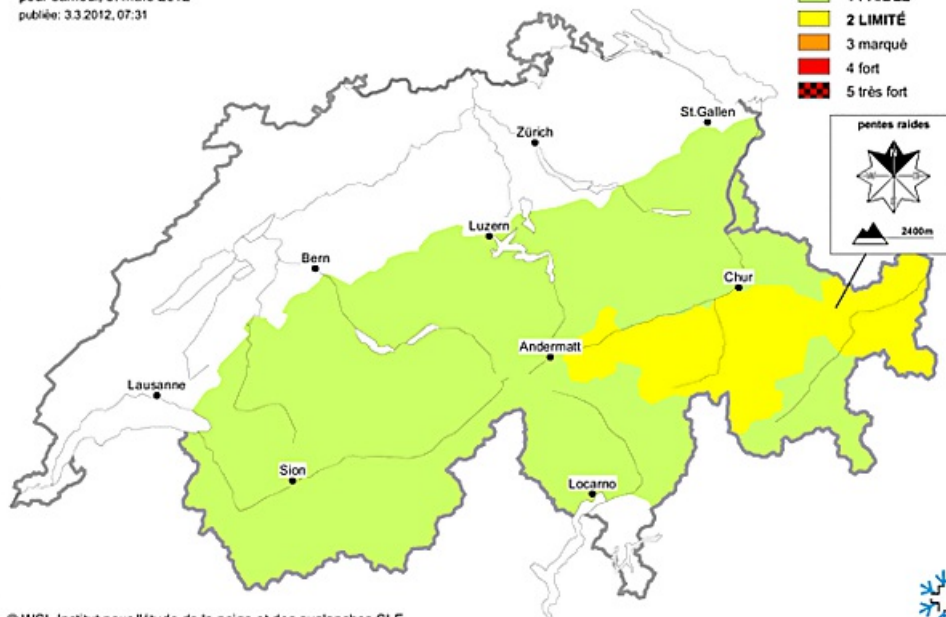 publiée: 3.3.2012, 07:31
2 LIMITÉ
3 marqué
4 fort
5 très fort
pentes raides
N
2400m
St.Gallen
Zürich
Luzern
Bern
Chur
Andermatt
Lausanne
Sion
Locarno